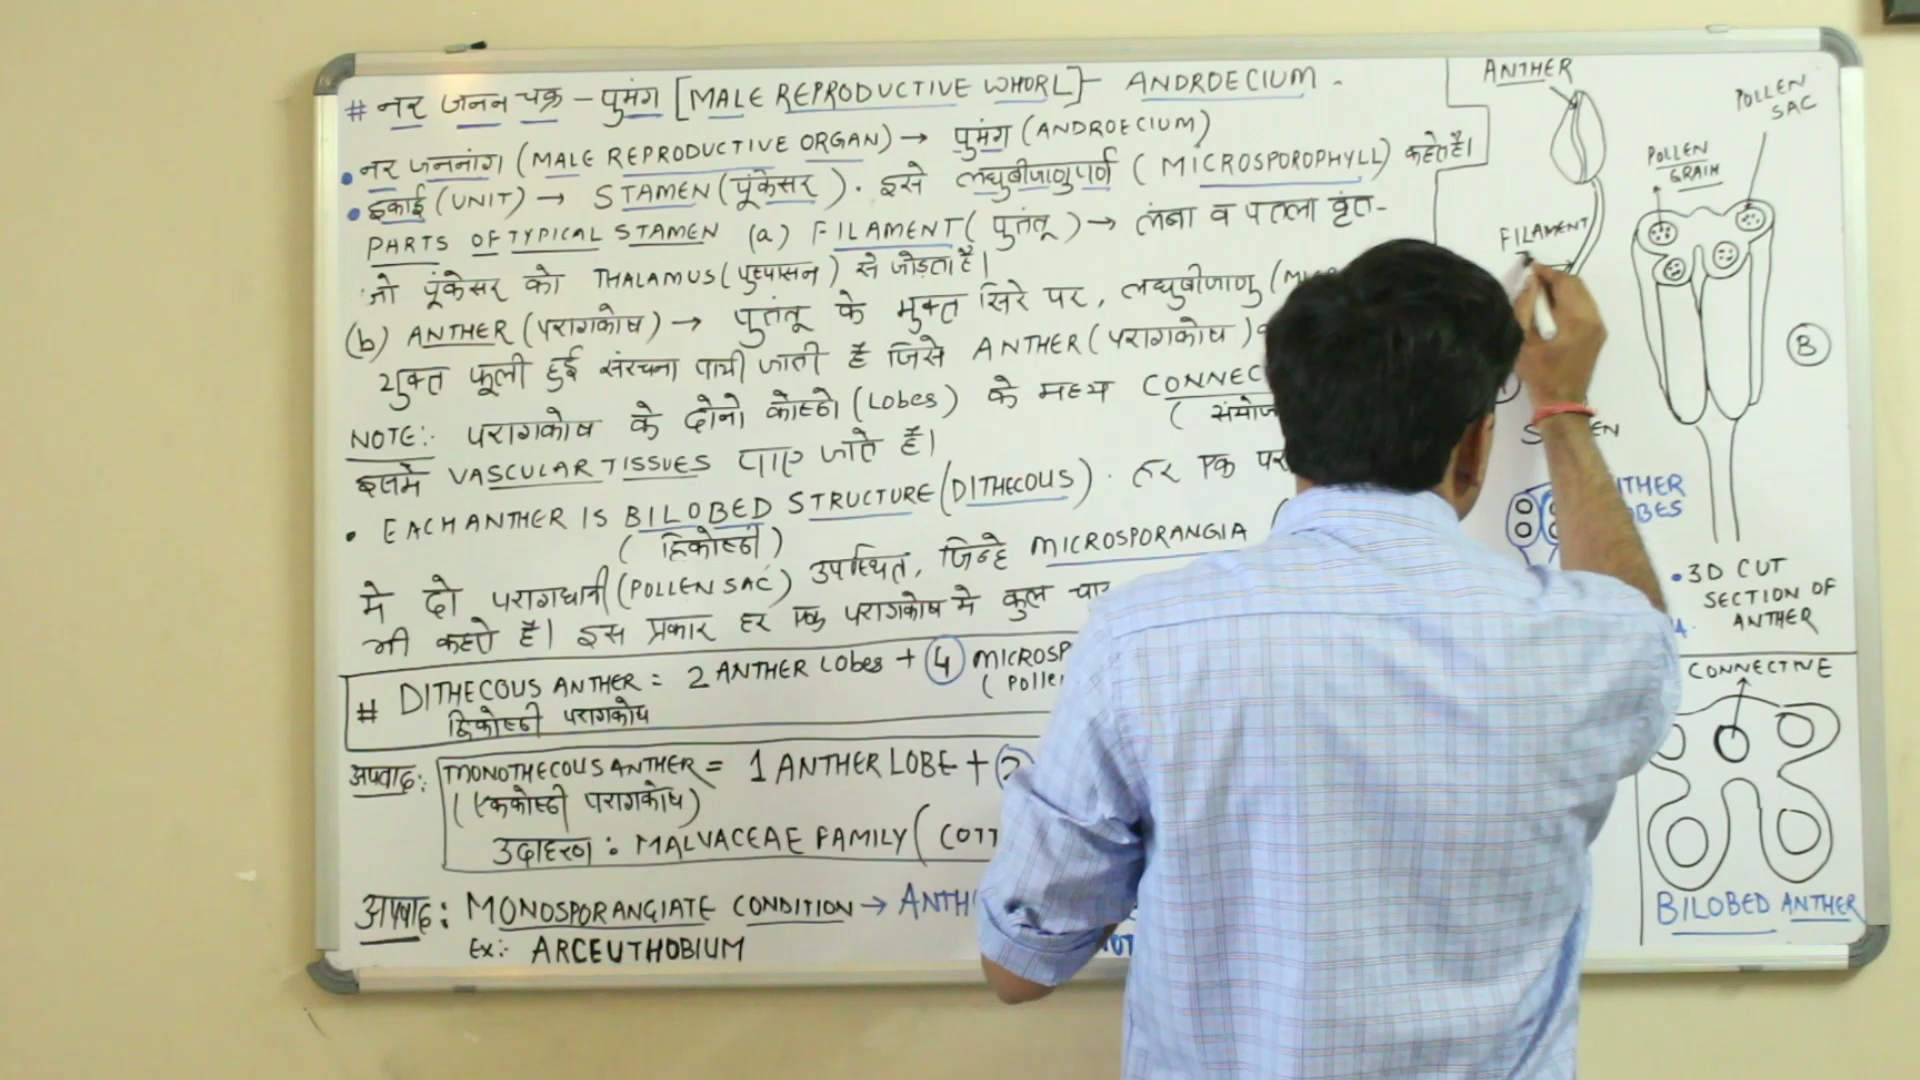 # नर जनन चक्र - पुमंग [MALE REPRODUCTIVE WHORL]- ANDROECIUM -
• नर जननांग (MALE REPRODUCTIVE ORGAN) → पुमंग (ANDROECIUM)
• इकाई (UNIT) → STAMEN (पुंकेसर). इसे लघुबीजाणुपर्ण (MICROSPOROPHYLL) कहते है।
PARTS OF TYPICAL STAMEN (a) FILAMENT (पुतंतू) → लंबा व पतला वृंत-
जो पुंकेसर को THALAMUS (पुष्पासन) से जोड़ता है।
(b) ANTHER (परागकोष) → पुतंतू के मुक्त सिरे पर, लघुबीजाणु
युक्त फूली हुई संरचना पायी जाती है जिसे ANTHER (परागकोष)
NOTE:- परागकोष के दोनो कोष्ठो (Lobes) के मध्य CONNEC
इसमे VASCULAR TISSUES पाए जाते है।
• EACH ANTHER IS BILOBED STRUCTURE (DITHECOUS). हर एक
(द्विकोष्ठी)
मे दो परागधानी (POLLEN SAC) उपस्थित, जिन्हे MICROSPORANGIA
भी कहते है। इस प्रकार हर एक परागकोष मे कुल चार
# DITHECOUS ANTHER = 2 ANTHER Lobes + 4 MICROSP
द्विकोष्ठी परागकोष
अपवाद: MONOTHECOUS ANTHER = 1 ANTHER LOBE + 2
(एककोष्ठी परागकोष)
उदाहरण : MALVACEAE FAMILY (COTT
अपवाद: MONOSPORANGIATE CONDITION → ANTH
Ex:- ARCEUTHOBIUM
ANTHER
FILAMENT
POLLEN SAC
POLLEN
GRAIN
B
• 3D CUT
SECTION OF
ANTHER
CONNECTIVE
BILOBED ANTHER